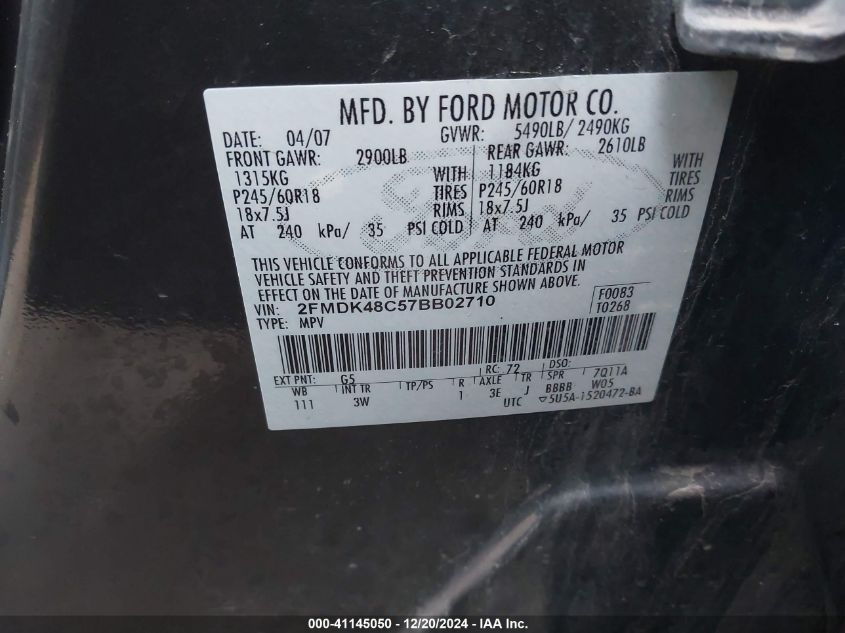 MFD. BY FORD MOTOR CO.
DATE: 04/07 GVWR: 5490LB/ 2490KG
FRONT GAWR: 2900LB REAR GAWR: 2610LB
1315KG WITH 1184KG WITH
P245/60R18 TIRES P245/60R18 TIRES
18x7.5J RIMS 18x7.5J RIMS
AT 240 kPa/ 35 PSI COLD AT 240 kPa/ 35 PSI COLD
THIS VEHICLE CONFORMS TO ALL APPLICABLE FEDERAL MOTOR
VEHICLE SAFETY AND THEFT PREVENTION STANDARDS IN
EFFECT ON THE DATE OF MANUFACTURE SHOWN ABOVE.
VIN: 2FMDK48C57BB02710 F0083
TYPE: MPV T0268
EXT PNT: G5 RC: 72 DSO:
WB INT TR TP/PS R AXLE TR SPR 7Q11A
111 3W 1 3E J BBBB W05
UTC ▽5U5A-1520472-BA
000-41145050 - 12/20/2024 - IAA Inc.